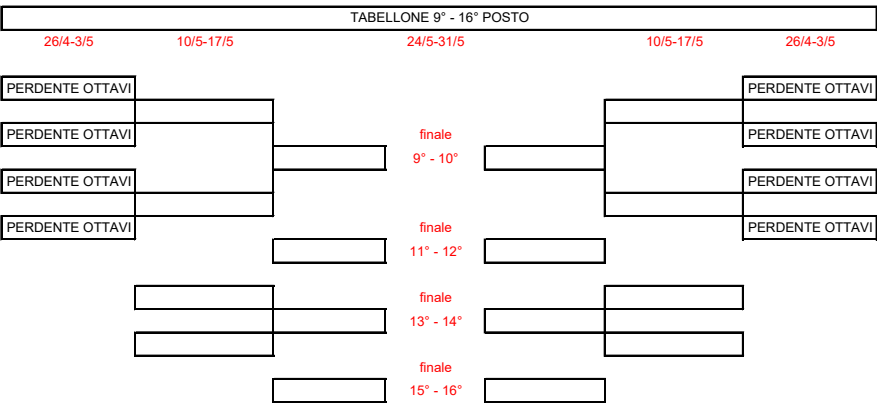 TABELLONE 9° - 16° POSTO
26/4-3/5 10/5-17/5 24/5-31/5 10/5-17/5 26/4-3/5
PERDENTE OTTAVI PERDENTE OTTAVI
PERDENTE OTTAVI finale PERDENTE OTTAVI
9° - 10°
PERDENTE OTTAVI PERDENTE OTTAVI
PERDENTE OTTAVI finale PERDENTE OTTAVI
11° - 12°
finale
13° - 14°
finale
15° - 16°